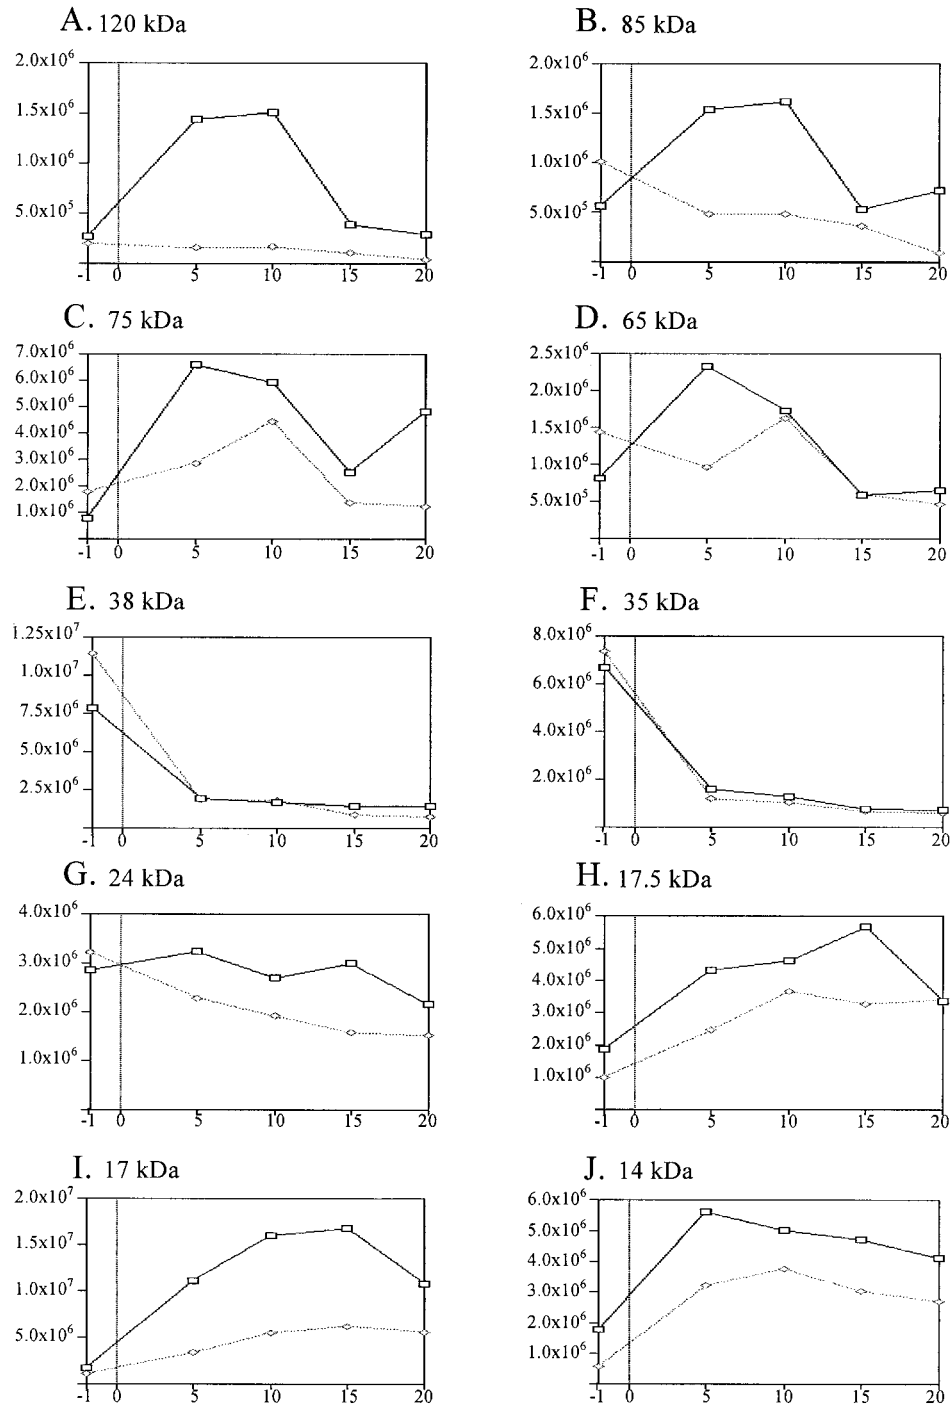 A. 120 kDa
2.0x10⁶
1.5x10⁶
1.0x10⁶
5.0x10⁵
-1 0 5 10 15 20
B. 85 kDa
2.0x10⁶
1.5x10⁶
1.0x10⁶
5.0x10⁵
-1 0 5 10 15 20
C. 75 kDa
7.0x10⁶
6.0x10⁶
5.0x10⁶
4.0x10⁶
3.0x10⁶
2.0x10⁶
1.0x10⁶
-1 0 5 10 15 20
D. 65 kDa
2.5x10⁶
2.0x10⁶
1.5x10⁶
1.0x10⁶
5.0x10⁵
-1 0 5 10 15 20
E. 38 kDa
1.25x10⁷
1.0x10⁷
7.5x10⁶
5.0x10⁶
2.5x10⁶
-1 0 5 10 15 20
F. 35 kDa
8.0x10⁶
6.0x10⁶
4.0x10⁶
2.0x10⁶
-1 0 5 10 15 20
G. 24 kDa
4.0x10⁶
3.0x10⁶
2.0x10⁶
1.0x10⁶
-1 0 5 10 15 20
H. 17.5 kDa
6.0x10⁶
5.0x10⁶
4.0x10⁶
3.0x10⁶
2.0x10⁶
1.0x10⁶
-1 0 5 10 15 20
I. 17 kDa
2.0x10⁷
1.5x10⁷
1.0x10⁷
5.0x10⁶
-1 0 5 10 15 20
J. 14 kDa
6.0x10⁶
5.0x10⁶
4.0x10⁶
3.0x10⁶
2.0x10⁶
1.0x10⁶
-1 0 5 10 15 20